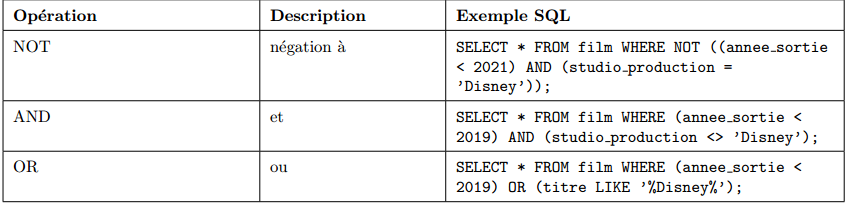 Opération Description Exemple SQL
NOT négation à SELECT * FROM film WHERE NOT ((annee_sortie
< 2021) AND (studio_production =
’Disney’));
AND et SELECT * FROM film WHERE (annee_sortie <
2019) AND (studio_production <> ’Disney’);
OR ou SELECT * FROM film WHERE (annee_sortie <
2019) OR (titre LIKE ’%Disney%’);